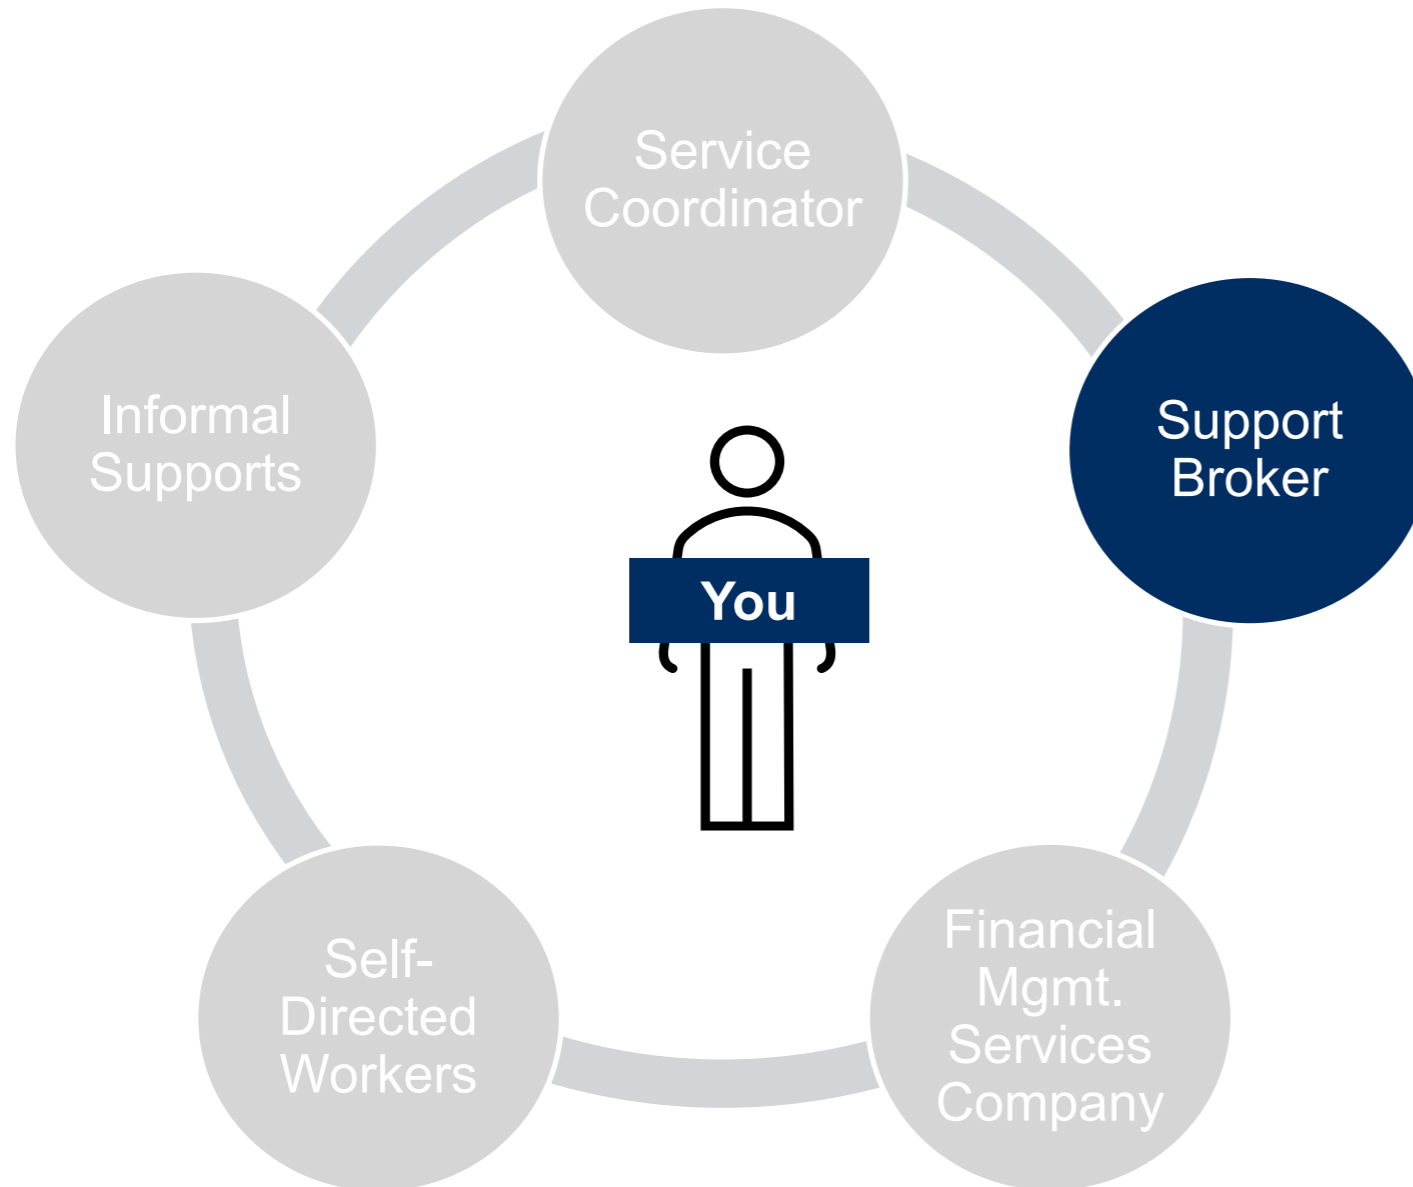 Service
Coordinator
Support
Broker
Financial
Mgmt.
Services
Company
Self-
Directed
Workers
Informal
Supports
You